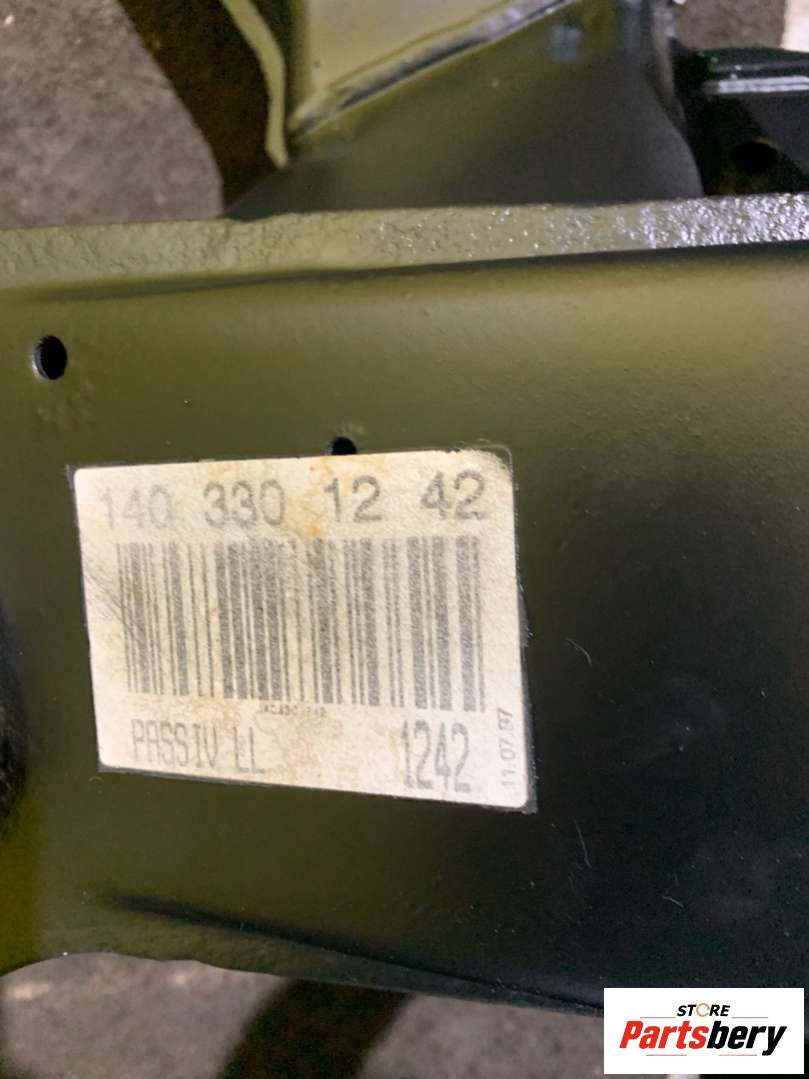 140 330 12 42
PASSIV LL 1242
11.07.97
STORE
Partsbery